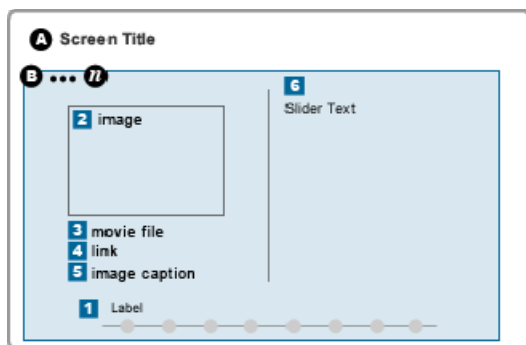 A Screen Title
B ••• n
6
Slider Text
2 image
3 movie file
4 link
5 image caption
1 Label